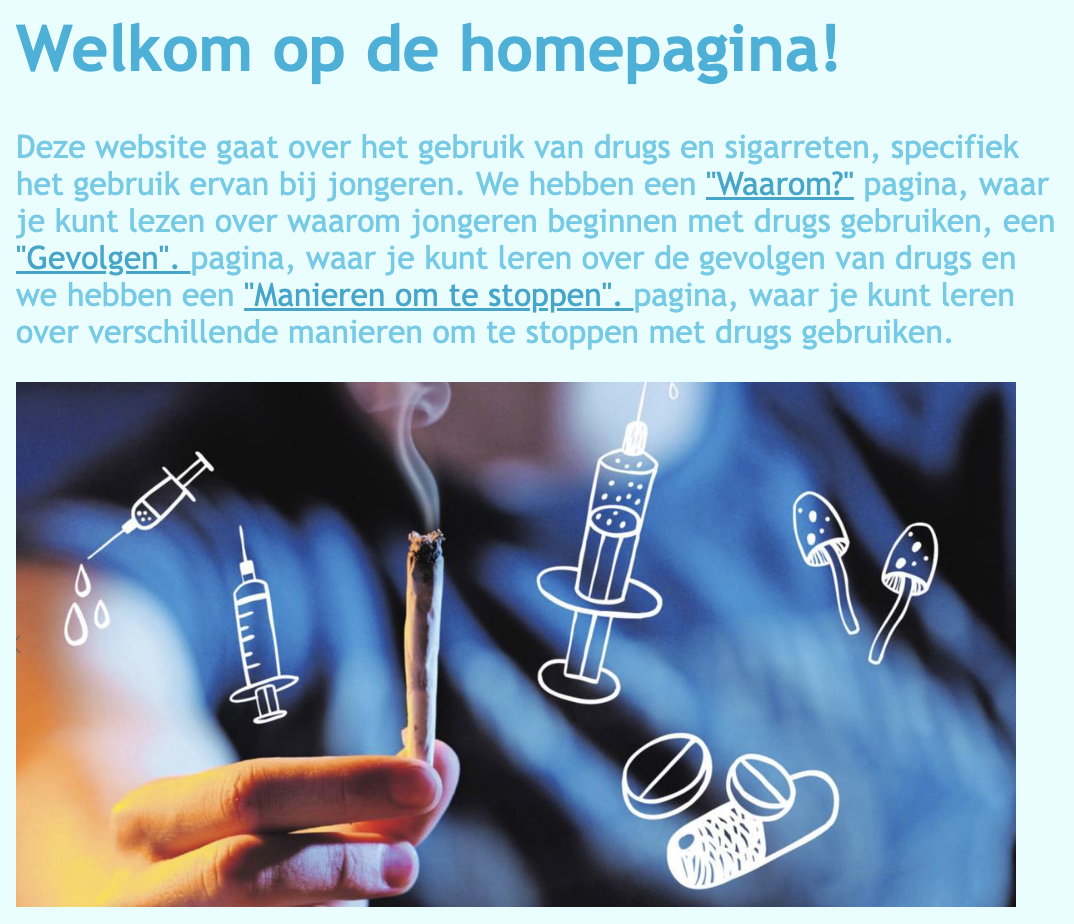 Welkom op de homepagina!
Deze website gaat over het gebruik van drugs en sigarreten, specifiek
het gebruik ervan bij jongeren. We hebben een "Waarom?" pagina, waar
je kunt lezen over waarom jongeren beginnen met drugs gebruiken, een
"Gevolgen". pagina, waar je kunt leren over de gevolgen van drugs en
we hebben een "Manieren om te stoppen". pagina, waar je kunt leren
over verschillende manieren om te stoppen met drugs gebruiken.